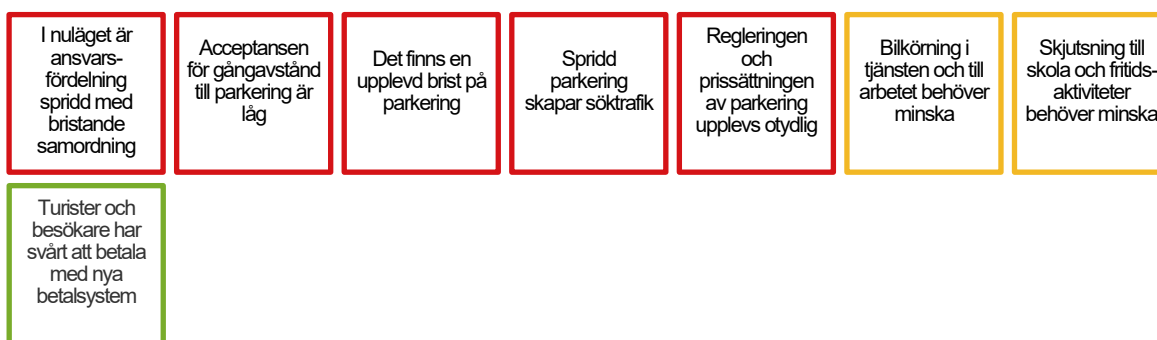 I nuläget är
ansvars-
fördelning
spridd med
bristande
samordning
Acceptansen
för gångavstånd
till parkering är
låg
Det finns en
upplevd brist på
parkering
Spridd
parkering
skapar söktrafik
Regleringen
och
prissättningen
av parkering
upplevs otydlig
Bilkörning i
tjänsten och till
arbetet behöver
minska
Skjutsning till
skola och fritids-
aktiviteter
behöver minska
Turister och
besökare har
svårt att betala
med nya
betalsystem